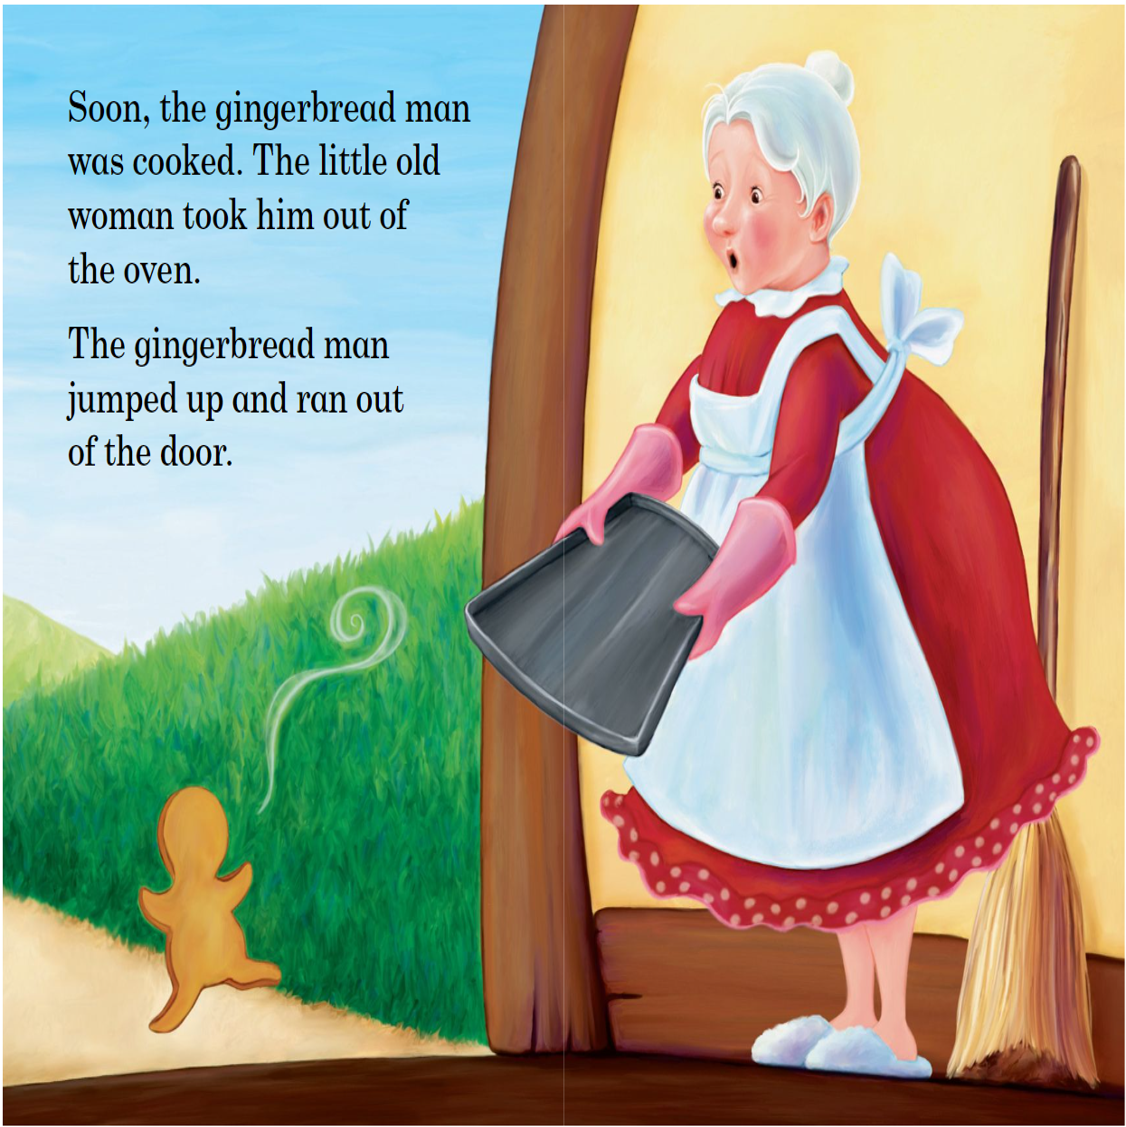 Soon, the gingerbread man
was cooked. The little old
woman took him out of
the oven.
The gingerbread man
jumped up and ran out
of the door.